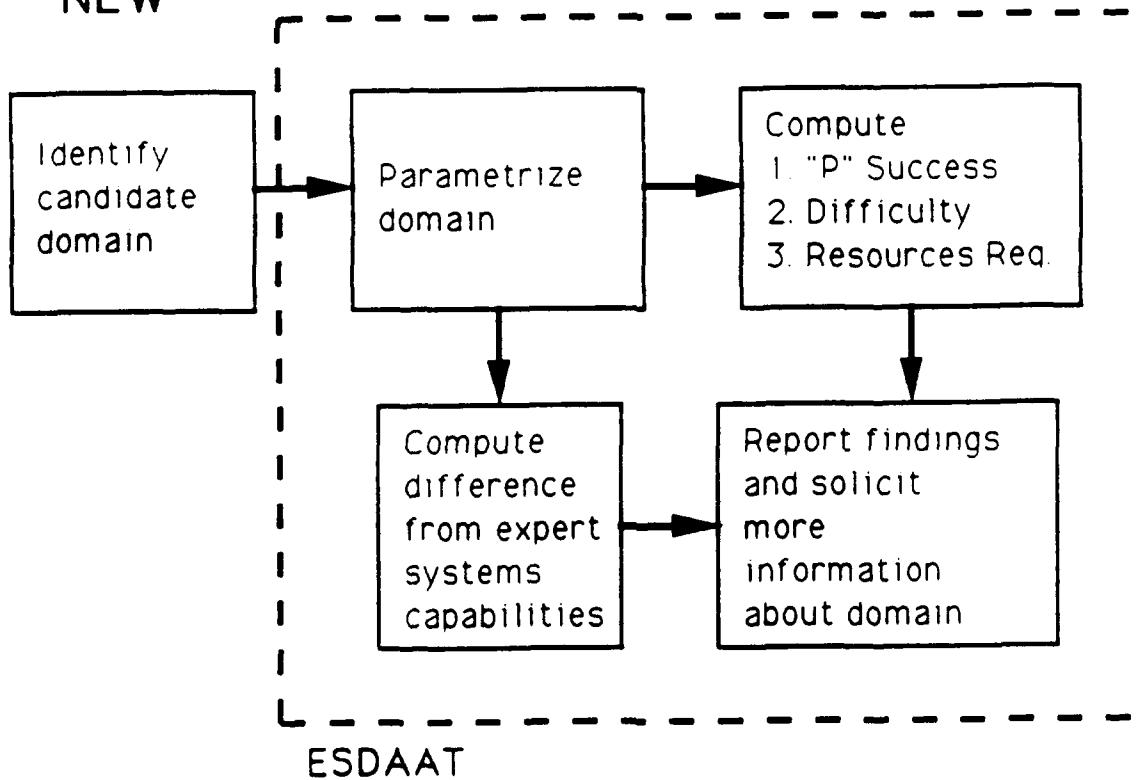 NEW
Identify
candidate
domain
Parametrize
domain
Compute
1. "P" Success
2. Difficulty
3. Resources Req.
Compute
difference
from expert
systems
capabilities
Report findings
and solicit
more
information
about domain
ESDAAT